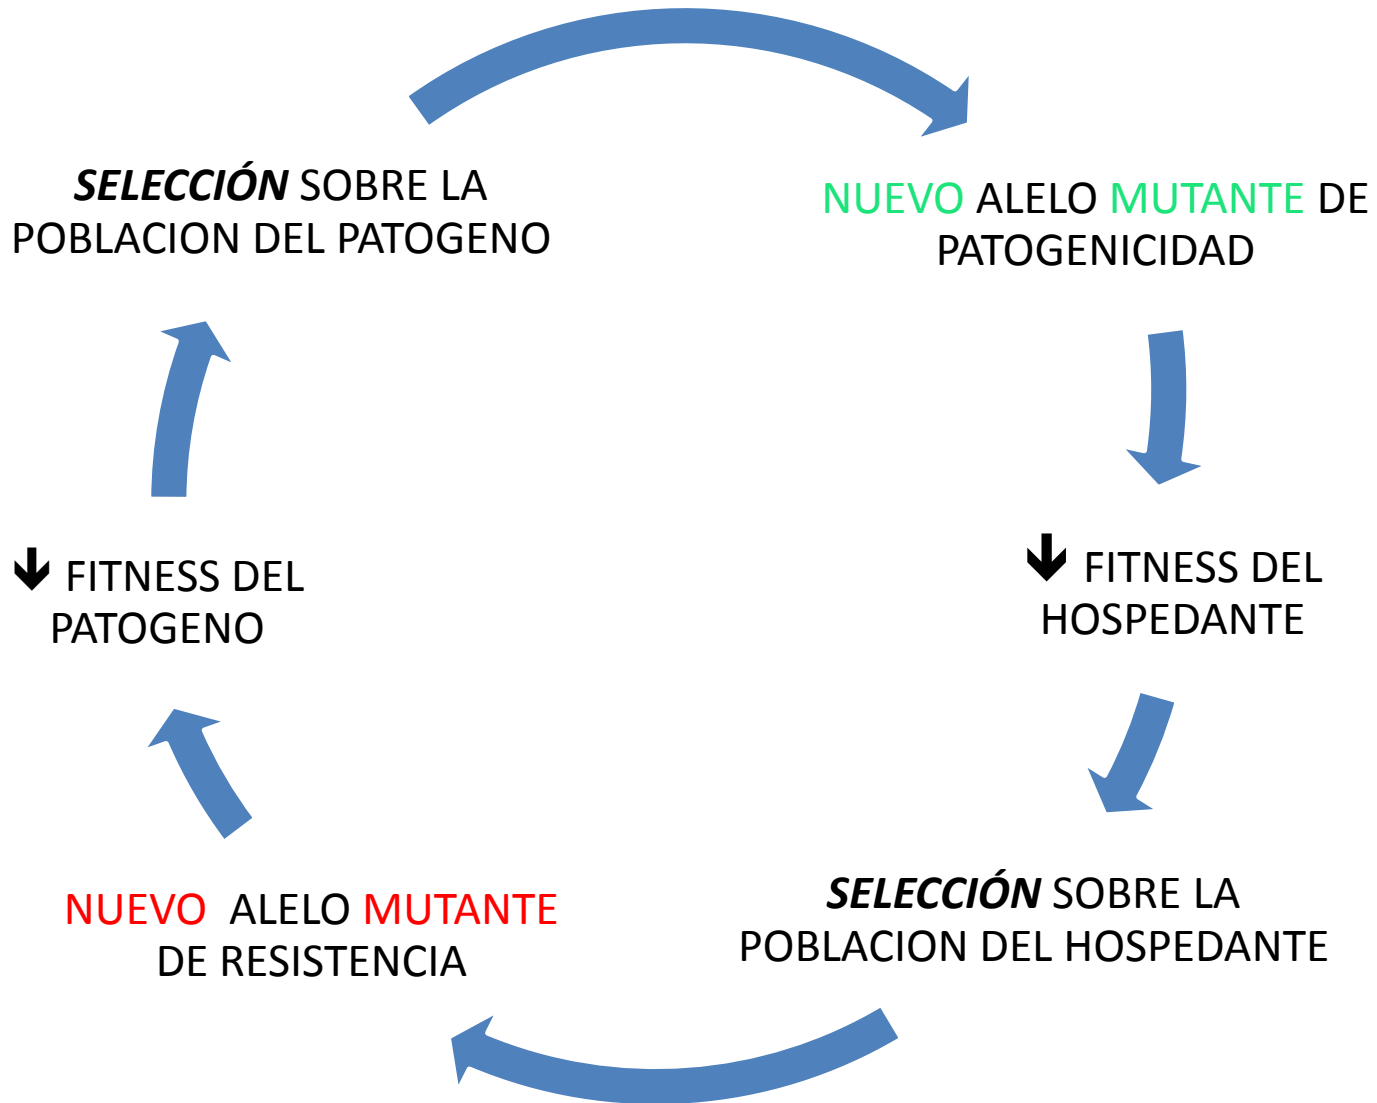 SELECCIÓN SOBRE LA
POBLACION DEL PATOGENO
NUEVO ALELO MUTANTE DE
PATOGENICIDAD
🡻 FITNESS DEL
HOSPEDANTE
SELECCIÓN SOBRE LA
POBLACION DEL HOSPEDANTE
NUEVO ALELO MUTANTE
DE RESISTENCIA
🡻 FITNESS DEL
PATOGENO